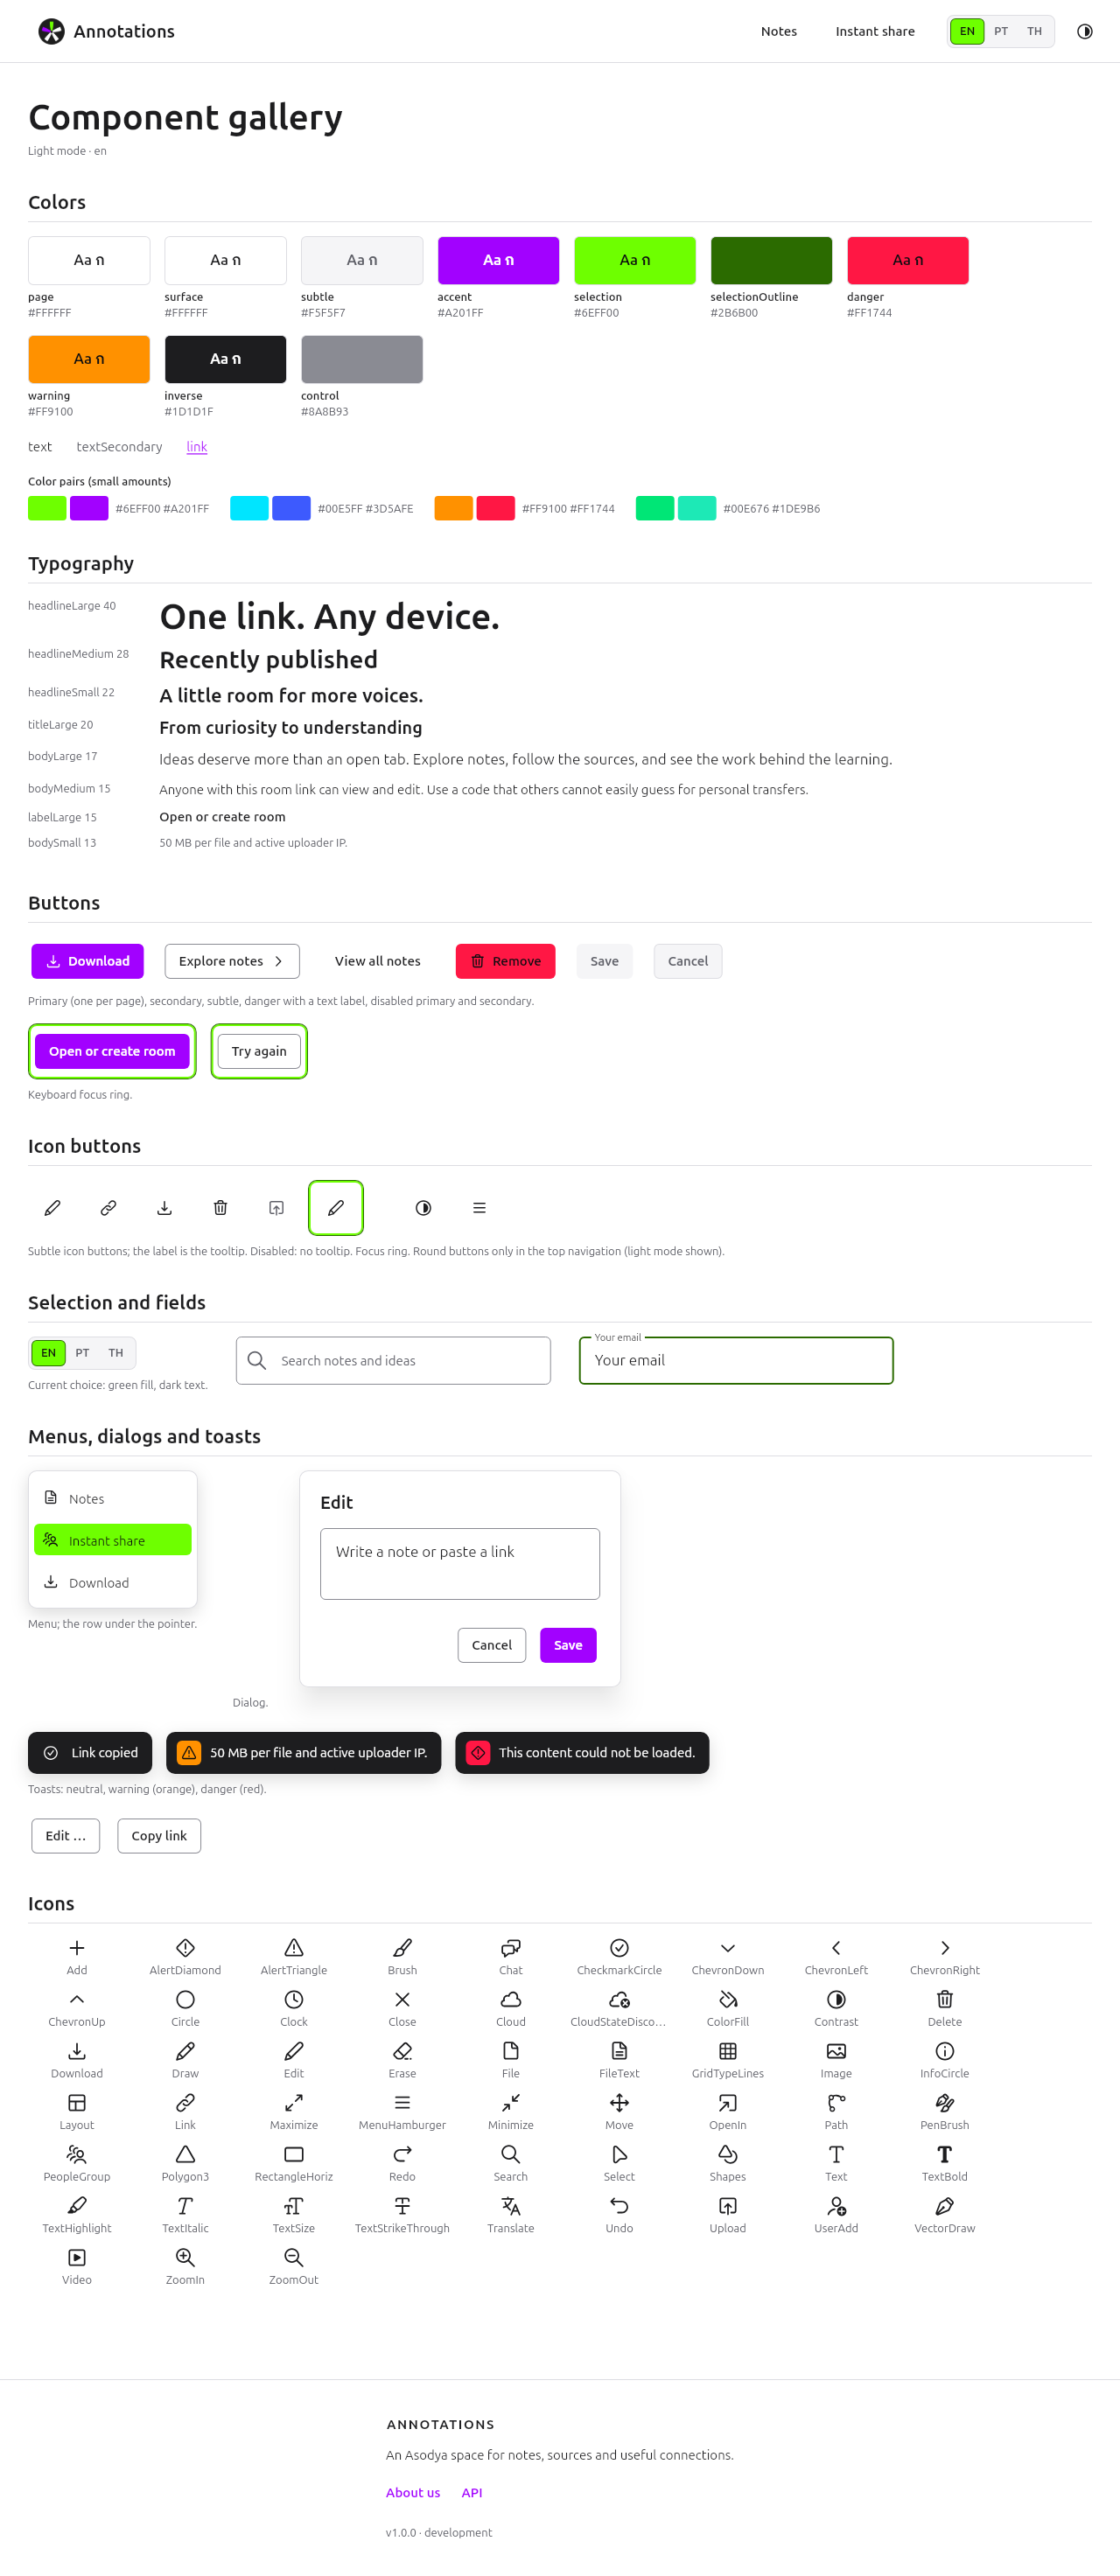 Annotations
Notes
Instant share
EN PT TH
Component gallery
Light mode · en
Colors
Aa ก Aa ก Aa ก Aa ก Aa ก Aa ก
page surface subtle accent selection selectionOutline danger
#FFFFFF #FFFFFF #F5F5F7 #A201FF #6EFF00 #2B6B00 #FF1744
Aa ก Aa ก
warning inverse control
#FF9100 #1D1D1F #8A8B93
text textSecondary link
Color pairs (small amounts)
#6EFF00 #A201FF #00E5FF #3D5AFE #FF9100 #FF1744 #00E676 #1DE9B6
Typography
headlineLarge 40 One link. Any device.
headlineMedium 28 Recently published
headlineSmall 22 A little room for more voices.
titleLarge 20 From curiosity to understanding
bodyLarge 17 Ideas deserve more than an open tab. Explore notes, follow the sources, and see the work behind the learning.
bodyMedium 15 Anyone with this room link can view and edit. Use a code that others cannot easily guess for personal transfers.
labelLarge 15 Open or create room
bodySmall 13 50 MB per file and active uploader IP.
Buttons
Download Explore notes View all notes Remove Save Cancel
Primary (one per page), secondary, subtle, danger with a text label, disabled primary and secondary.
Open or create room Try again
Keyboard focus ring.
Icon buttons
Subtle icon buttons; the label is the tooltip. Disabled: no tooltip. Focus ring. Round buttons only in the top navigation (light mode shown).
Selection and fields
EN PT TH
Current choice: green fill, dark text.
Search notes and ideas
Your email
Your email
Menus, dialogs and toasts
Notes
Instant share
Download
Menu; the row under the pointer.
Edit
Write a note or paste a link
Cancel Save
Dialog.
Link copied 50 MB per file and active uploader IP. This content could not be loaded.
Toasts: neutral, warning (orange), danger (red).
Edit … Copy link
Icons
Add AlertDiamond AlertTriangle Brush Chat CheckmarkCircle ChevronDown ChevronLeft ChevronRight
ChevronUp Circle Clock Close Cloud CloudStateDisco… ColorFill Contrast Delete
Download Draw Edit Erase File FileText GridTypeLines Image InfoCircle
Layout Link Maximize MenuHamburger Minimize Move OpenIn Path PenBrush
PeopleGroup Polygon3 RectangleHoriz Redo Search Select Shapes Text TextBold
TextHighlight TextItalic TextSize TextStrikeThrough Translate Undo Upload UserAdd VectorDraw
Video ZoomIn ZoomOut
ANNOTATIONS
An Asodya space for notes, sources and useful connections.
About us API
v1.0.0 · development